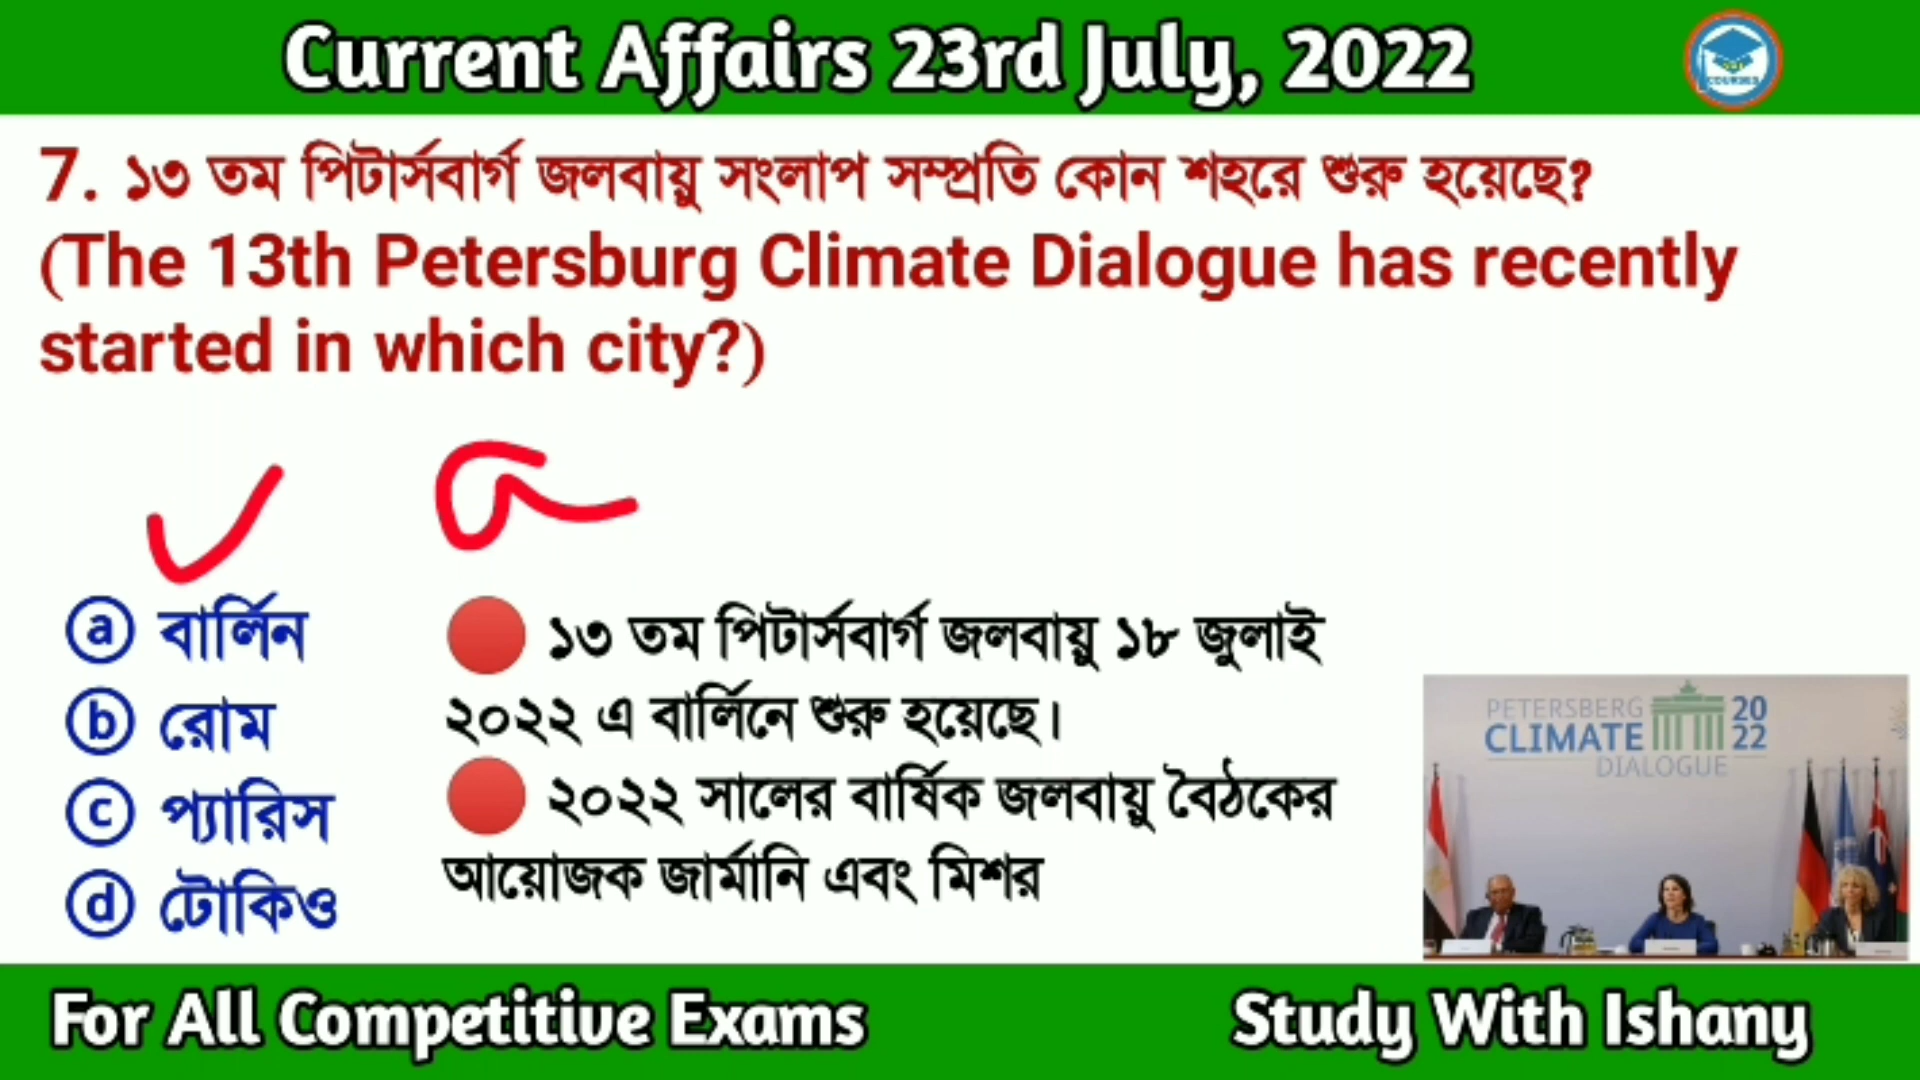 Current Affairs 23rd July, 2022
COURSES
7. ১৩ তম পিটার্সবার্গ জলবায়ু সংলাপ সম্প্রতি কোন শহরে শুরু হয়েছে?
(The 13th Petersburg Climate Dialogue has recently
started in which city?)
a
ⓐ বার্লিন
ⓑ রোম
ⓒ প্যারিস
ⓓ টোকিও
১৩ তম পিটার্সবার্গ জলবায়ু ১৮ জুলাই
২০২২ এ বার্লিনে শুরু হয়েছে।
২০২২ সালের বার্ষিক জলবায়ু বৈঠকের
আয়োজক জার্মানি এবং মিশর
PETERSBERG 20
CLIMATE 22
DIALOGUE
For All Competitive Exams
Study With Ishany